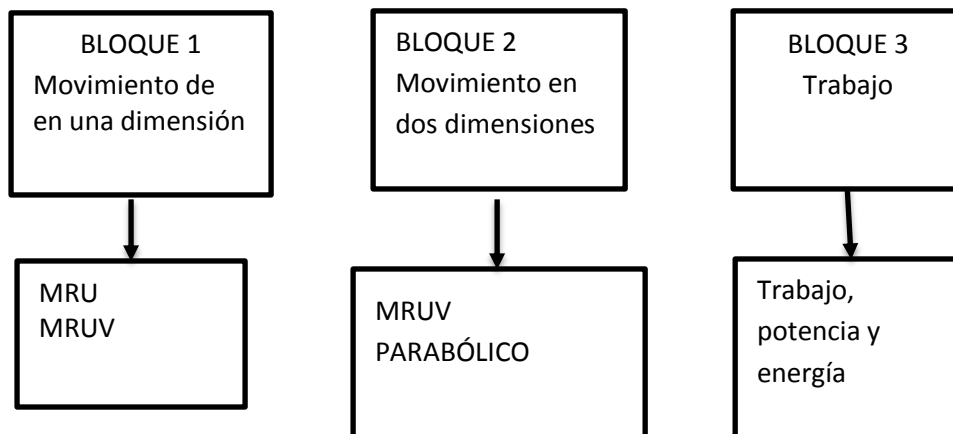 BLOQUE 1
Movimiento de
en una dimensión
MRU
MRUV
BLOQUE 2
Movimiento en
dos dimensiones
MRUV
PARABÓLICO
BLOQUE 3
Trabajo
Trabajo,
potencia y
energía